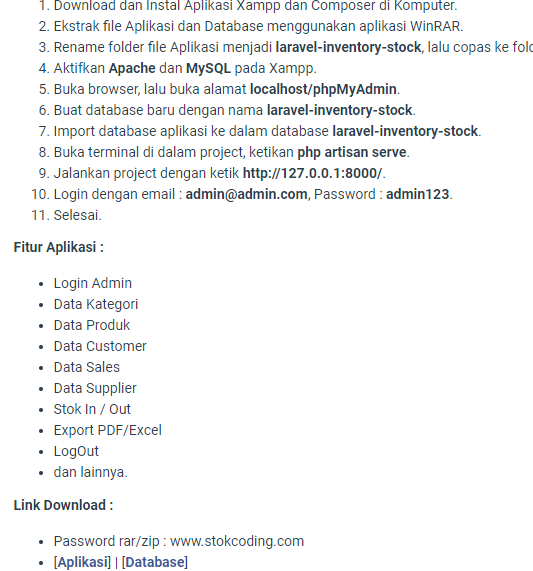 1. Download dan Instal Aplikasi Xampp dan Composer di Komputer.
2. Ekstrak file Aplikasi dan Database menggunakan aplikasi WinRAR.
3. Rename folder file Aplikasi menjadi laravel-inventory-stock, lalu copas ke
4. Aktifkan Apache dan MySQL pada Xampp.
5. Buka browser, lalu buka alamat localhost/phpMyAdmin.
6. Buat database baru dengan nama laravel-inventory-stock.
7. Import database aplikasi ke dalam database laravel-inventory-stock.
8. Buka terminal di dalam project, ketikan php artisan serve.
9. Jalankan project dengan ketik http://127.0.0.1:8000/.
10. Login dengan email : admin@admin.com, Password : admin123.
11. Selesai.
Fitur Aplikasi :
• Login Admin
• Data Kategori
• Data Produk
• Data Customer
• Data Sales
• Data Supplier
• Stok In / Out
• Export PDF/Excel
• LogOut
• dan lainnya.
Link Download :
• Password rar/zip : www.stokcoding.com
• [Aplikasi] | [Database]